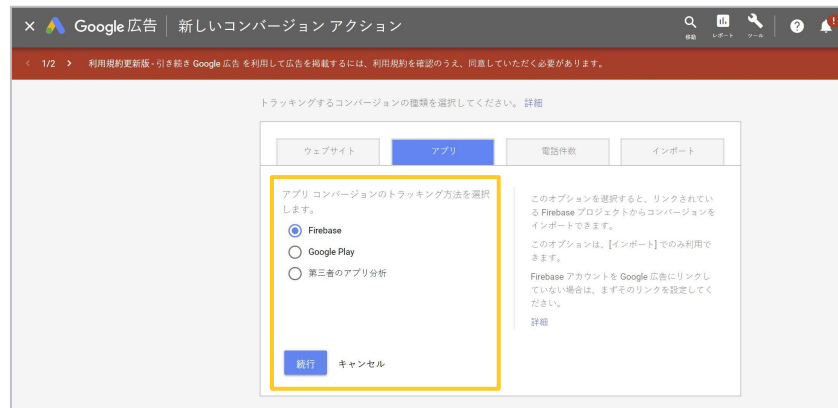 × Google 広告 新しいコンバージョン アクション
移動 レポート ツール ? !
< 1/2 > 利用規約更新版 - 引き続き Google 広告 を利用して広告を掲載するには、利用規約を確認のうえ、同意していただく必要があります。
トラッキングするコンバージョンの種類を選択してください。 詳細
ウェブサイト アプリ 電話件数 インポート
アプリ コンバージョンのトラッキング方法を選択
します。
Firebase
Google Play
第三者のアプリ分析
続行 キャンセル
このオプションを選択すると、リンクされてい
る Firebase プロジェクトからコンバージョンを
インポートできます。
このオプションは、[インポート] でのみ利用で
きます。
Firebase アカウントを Google 広告にリンクし
ていない場合は、まずそのリンクを設定してく
ださい。
詳細